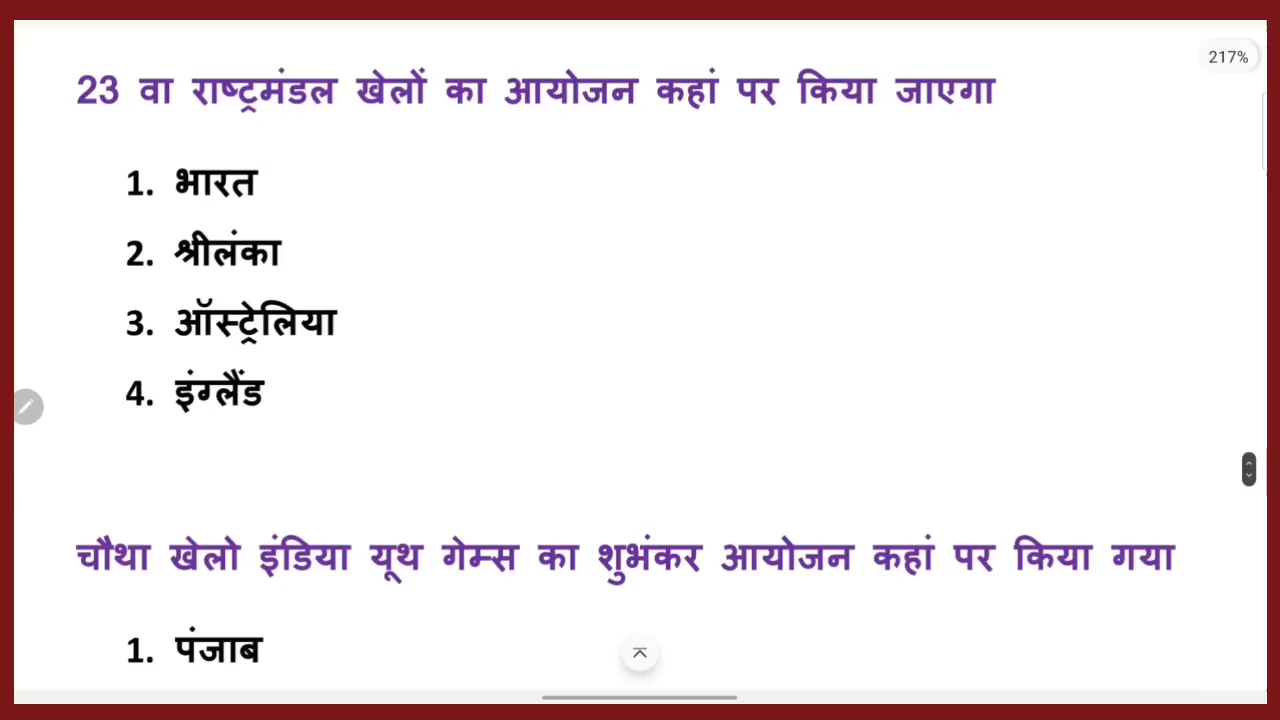 217%
23 वा राष्ट्रमंडल खेलों का आयोजन कहां पर किया जाएगा
1. भारत
2. श्रीलंका
3. ऑस्ट्रेलिया
4. इंग्लैंड
चौथा खेलो इंडिया यूथ गेम्स का शुभंकर आयोजन कहां पर किया गया
1. पंजाब